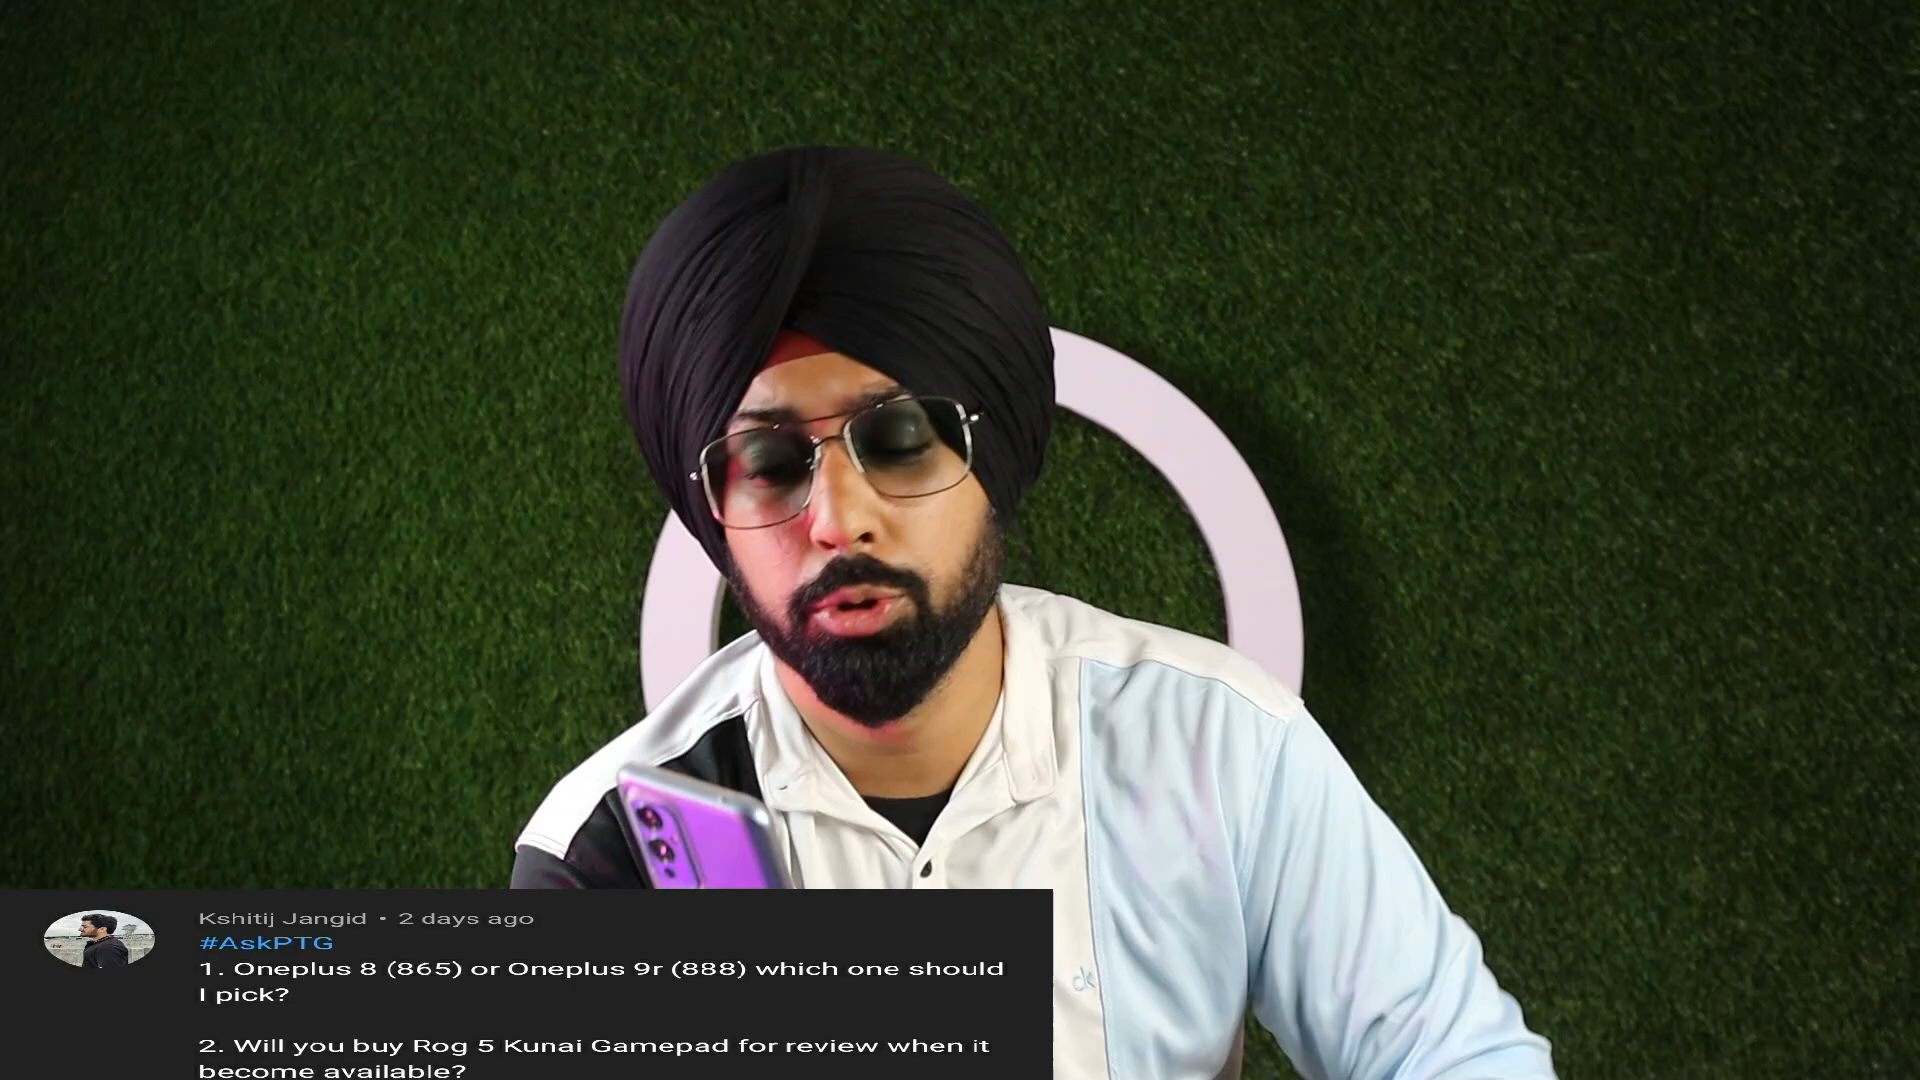 Kshitij Jangid • 2 days ago
#AskPTG
1. Oneplus 8 (865) or Oneplus 9r (888) which one should
I pick?
2. Will you buy Rog 5 Kunai Gamepad for review when it
become available?
ck